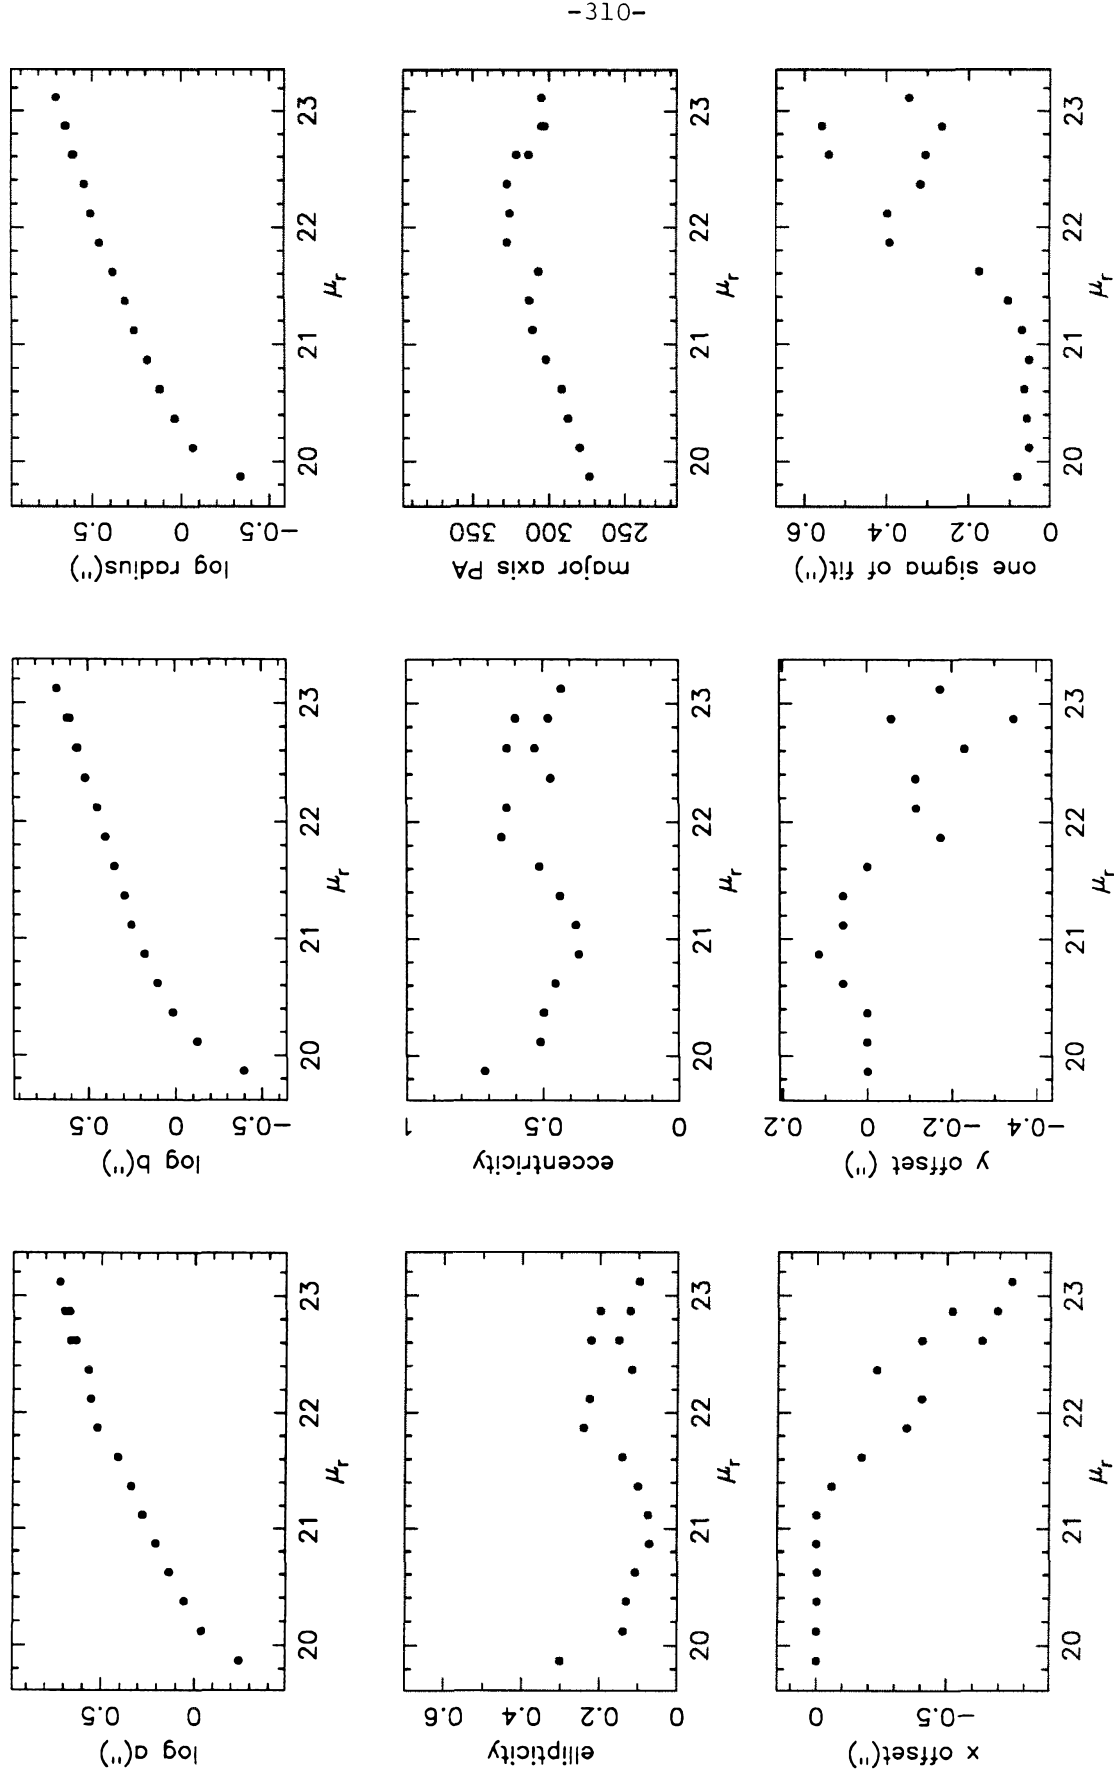 -310-
log a(")
0.5
0
20 21 22 23
μr
log b(")
0.5
0
-0.5
20 21 22 23
μr
log radius(")
0.5
0
-0.5
20 21 22 23
μr
ellipticity
0.6
0.4
0.2
0
20 21 22 23
μr
eccentricity
1
0.5
0
20 21 22 23
μr
major axis PA
350
300
250
20 21 22 23
μr
x offset(")
0
-0.5
20 21 22 23
μr
y offset (")
0.2
0
-0.2
-0.4
20 21 22 23
μr
one sigma of fit(")
0.6
0.4
0.2
0
20 21 22 23
μr